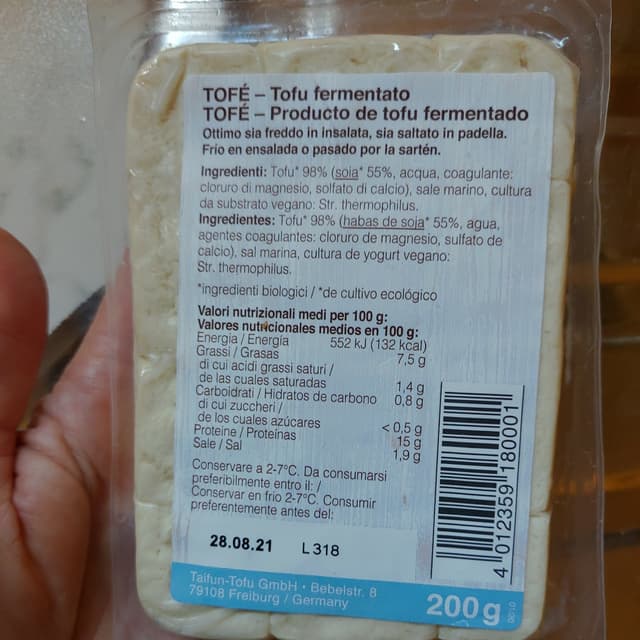 TOFÉ – Tofu fermentato
TOFÉ – Producto de tofu fermentado
Ottimo sia freddo in insalata, sia saltato in padella.
Frío en ensalada o pasado por la sartén.
Ingredienti: Tofu* 98% (soia* 55%, acqua, coagulante:
cloruro di magnesio, solfato di calcio), sale marino, cultura
da substrato vegano: Str. thermophilus.
Ingredientes: Tofu* 98% (habas de soja* 55%, agua,
agentes coagulantes: cloruro de magnesio, sulfato de
calcio), sal marina, cultura de yogurt vegano:
Str. thermophilus.
*ingredienti biologici / *de cultivo ecológico
Valori nutrizionali medi per 100 g:
Valores nutricionales medios en 100 g:
Energia / Energía 552 kJ (132 kcal)
Grassi / Grasas 7,5 g
di cui acidi grassi saturi /
de las cuales saturadas 1,4 g
Carboidrati / Hidratos de carbono 0,8 g
di cui zuccheri /
de los cuales azúcares < 0,5 g
Proteine / Proteínas 15 g
Sale / Sal 1,9 g
Conservare a 2-7°C. Da consumarsi
preferibilmente entro il: /
Conservar en frío 2-7°C. Consumir
preferentemente antes del:
28.08.21 L318
Taifun-Tofu GmbH • Bebelstr. 8
79108 Freiburg / Germany
200g
4 012359 180001